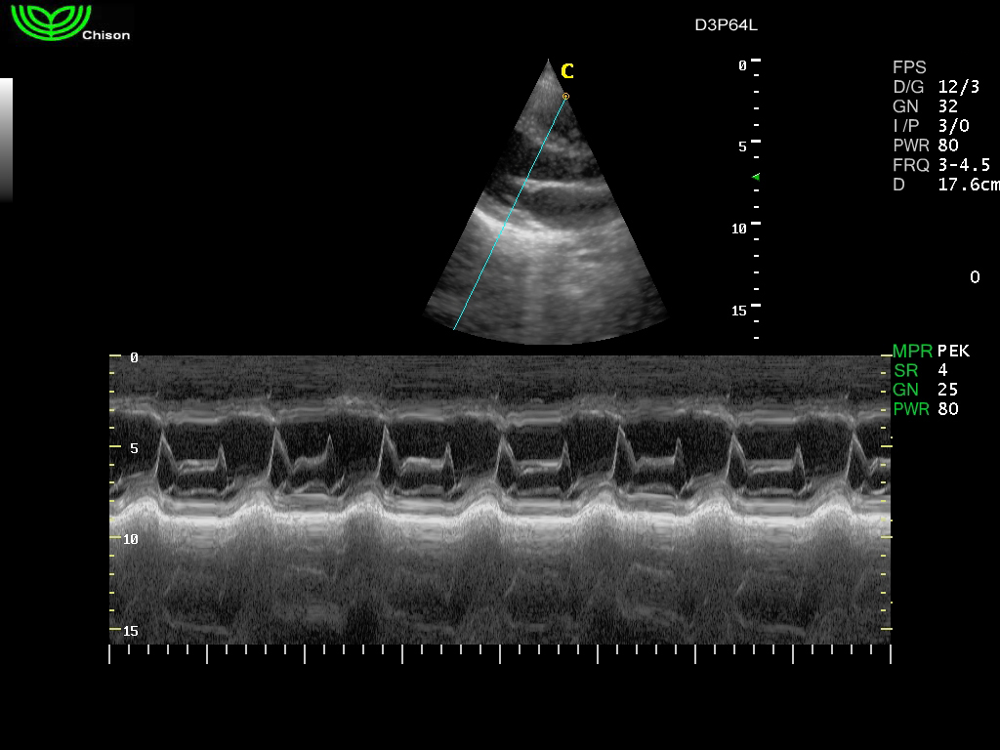 Chison
D3P64L
C
0
5
10
15
FPS
D/G 12/3
GN 32
I/P 3/0
PWR 80
FRQ 3-4.5
D 17.6cm
0
MPR PEK
SR 4
GN 25
PWR 80
0
5
10
15